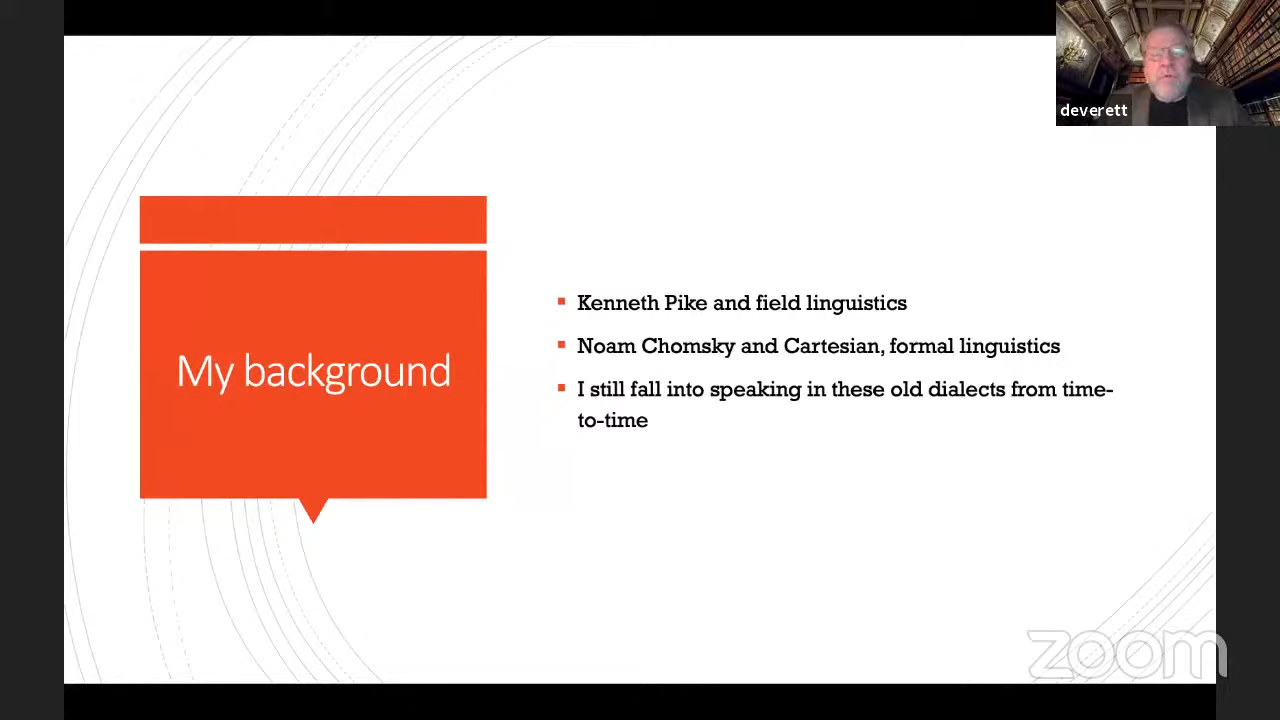 deverett
My background
Kenneth Pike and field linguistics
Noam Chomsky and Cartesian, formal linguistics
I still fall into speaking in these old dialects from time-
to-time
zoom